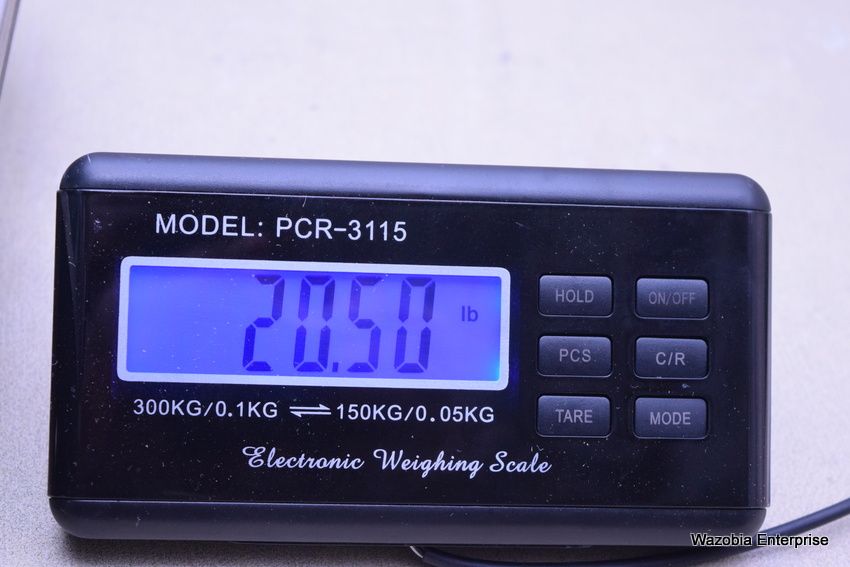 MODEL: PCR-3115
20.50 lb
300KG/0.1KG ⇌ 150KG/0.05KG
Electronic Weighing Scale
HOLD ON/OFF
PCS C/R
TARE MODE
Wazobia Enterprise